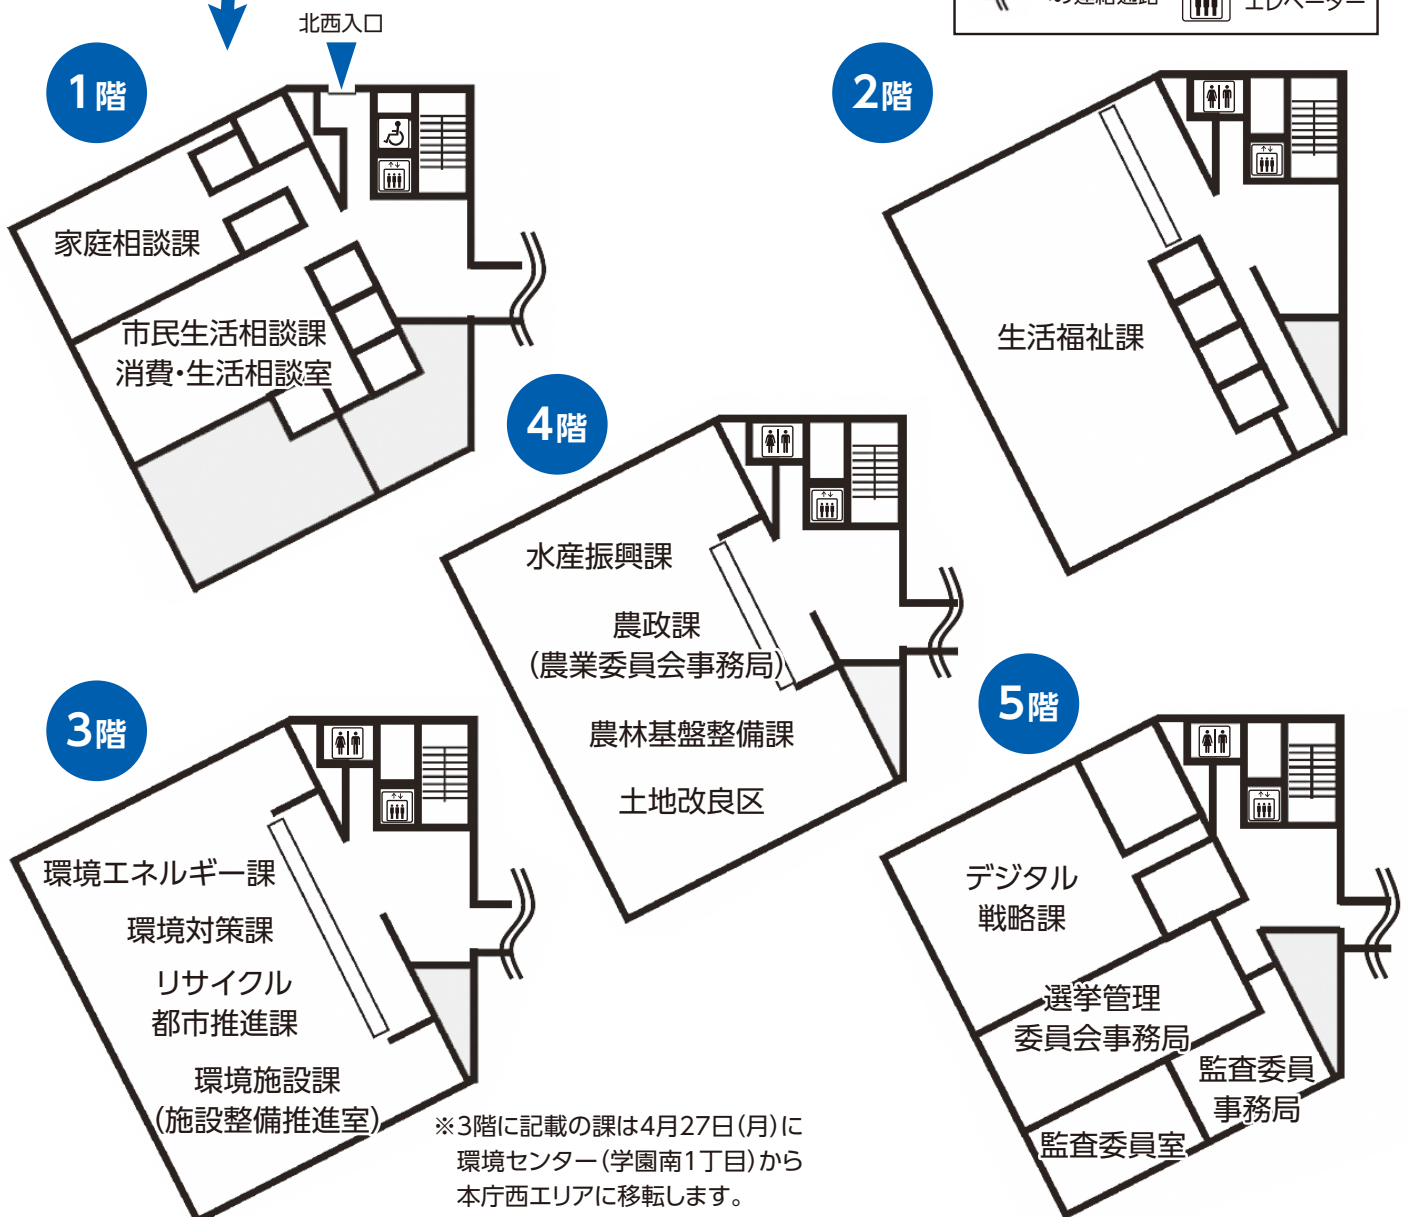 の連絡通路
エレベーター
北西入口
1階
家庭相談課
市民生活相談課
消費・生活相談室
2階
生活福祉課
4階
水産振興課
農政課
(農業委員会事務局)
農林基盤整備課
土地改良区
3階
環境エネルギー課
環境対策課
リサイクル
都市推進課
環境施設課
(施設整備推進室)
5階
デジタル
戦略課
選挙管理
委員会事務局
監査委員
事務局
監査委員室
※3階に記載の課は4月27日(月)に
環境センター(学園南1丁目)から
本庁西エリアに移転します。